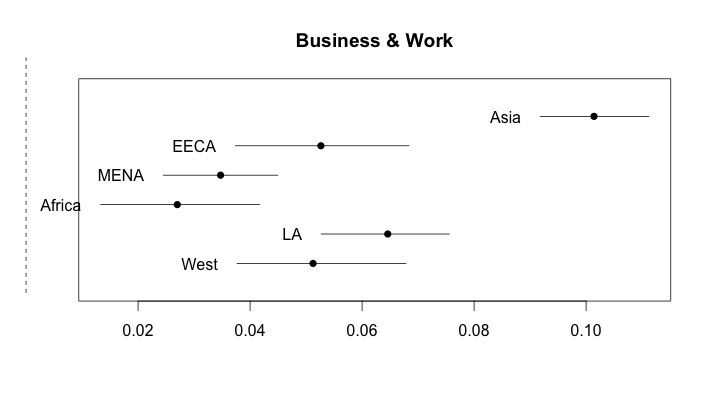 Business & Work
Asia
EECA
MENA
Africa
LA
West
0.02 0.04 0.06 0.08 0.10